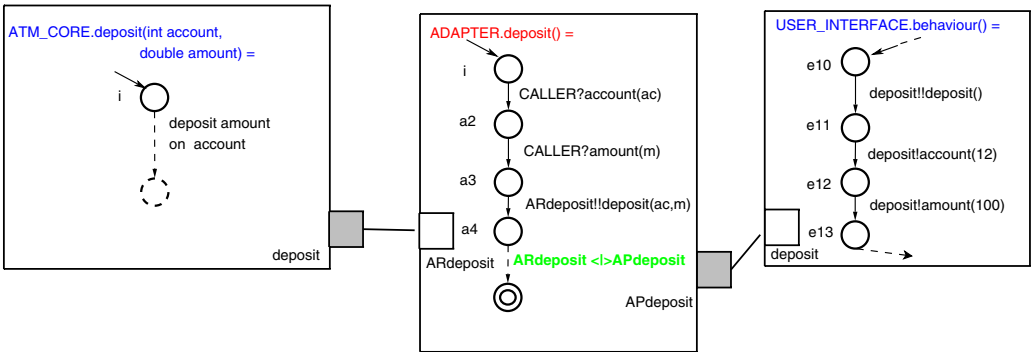 ATM_CORE.deposit(int account,
double amount) =
i
deposit amount
on account
deposit
ADAPTER.deposit() =
i
CALLER?account(ac)
a2
CALLER?amount(m)
a3
ARdeposit!!deposit(ac,m)
a4
ARdeposit
ARdeposit <|>APdeposit
APdeposit
USER_INTERFACE.behaviour() =
e10
deposit!!deposit()
e11
deposit!account(12)
e12
deposit!amount(100)
e13
deposit